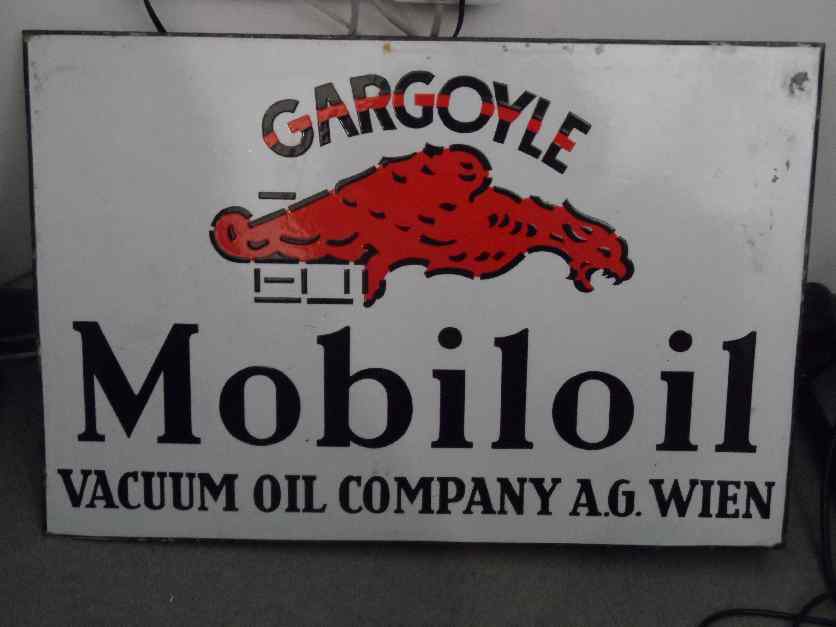 GARGOYLE
Mobiloil
VACUUM OIL COMPANY A.G. WIEN